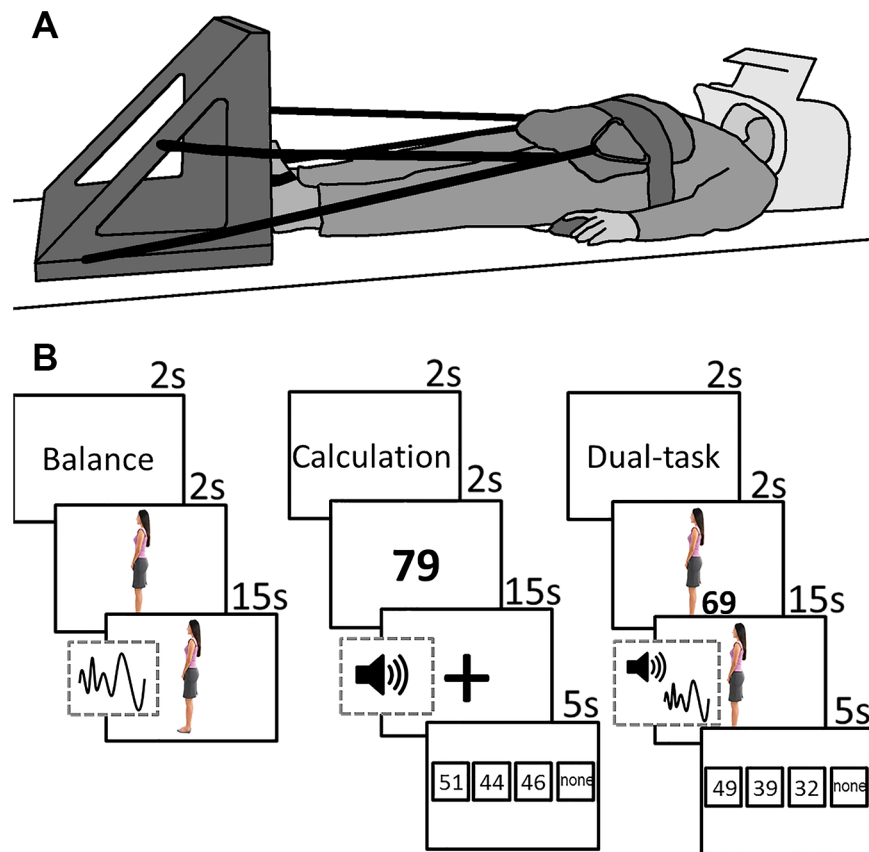 A
B
2s
Balance
2s
15s
2s
Calculation
2s
79
15s
+
5s
51 44 46 none
2s
Dual-task
2s
69
15s
5s
49 39 32 none